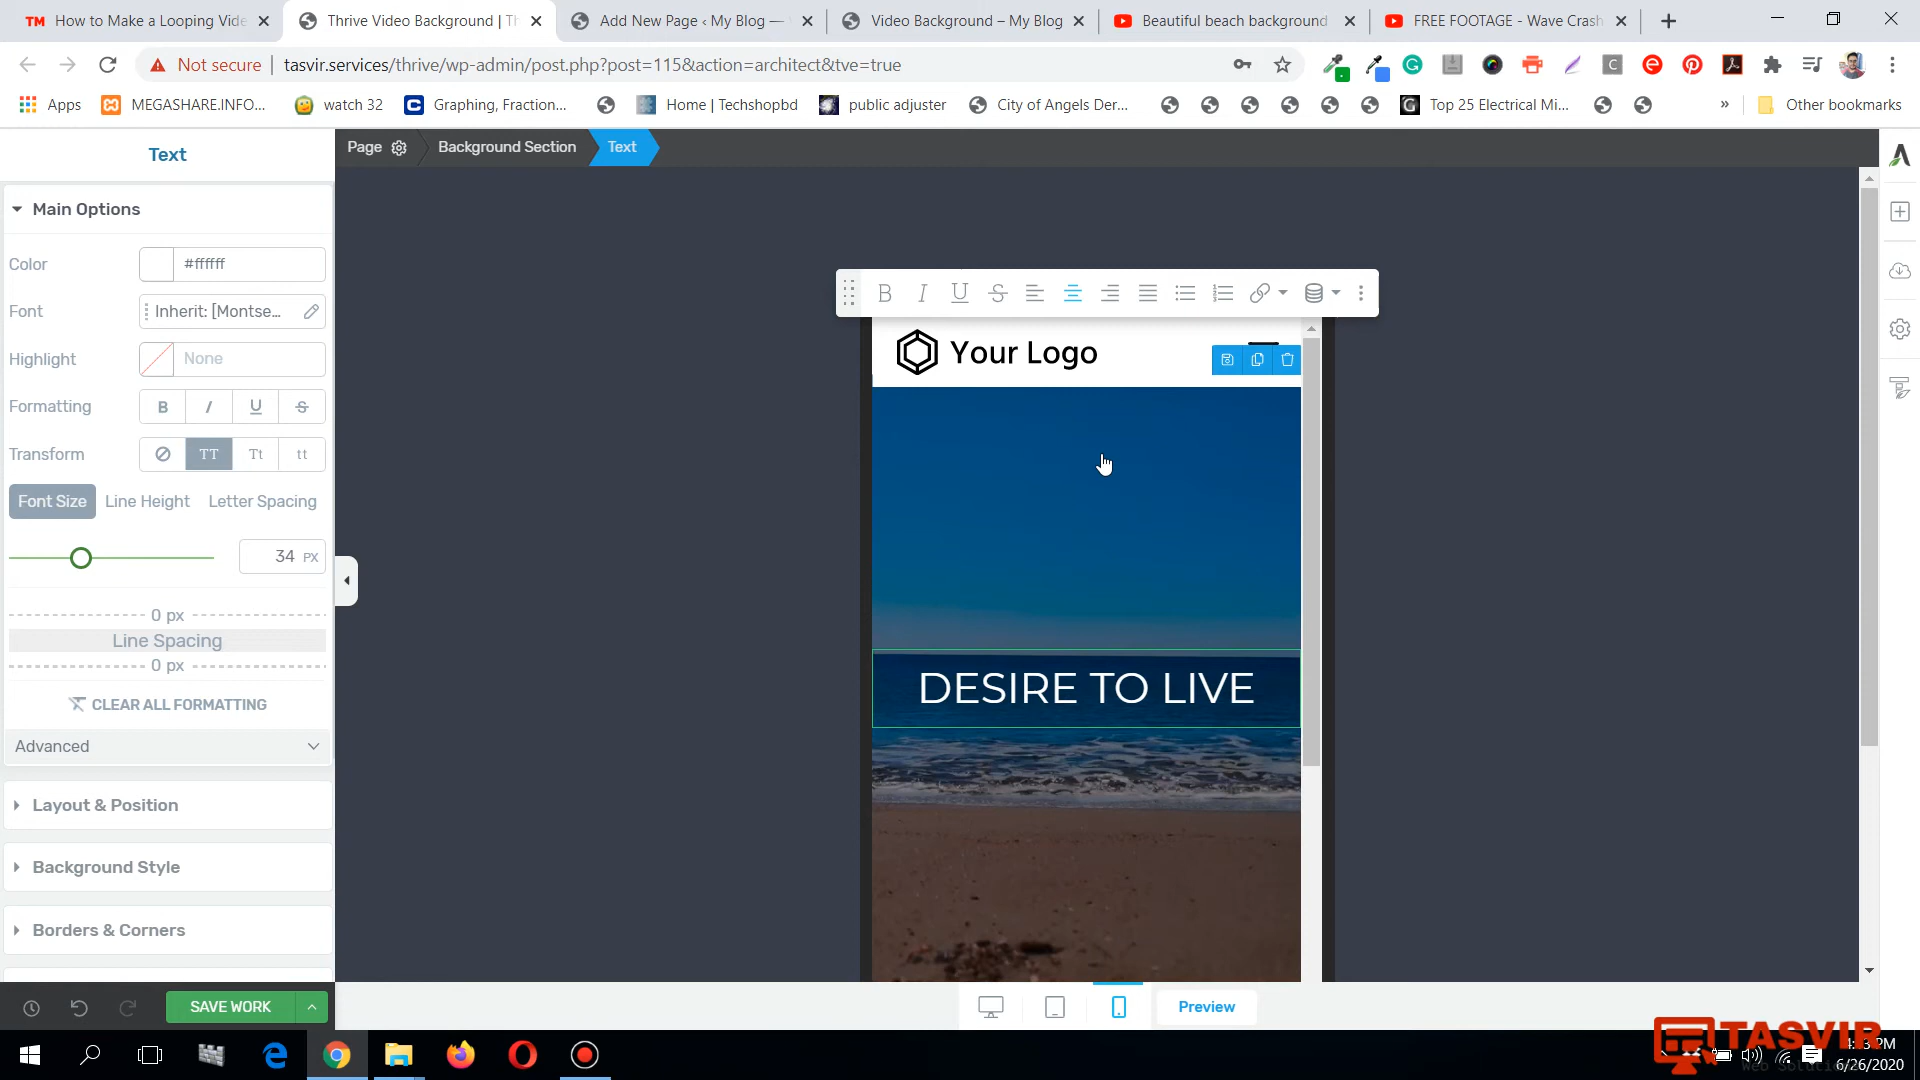 TM How to Make a Looping Vide
Thrive Video Background | Th
Add New Page ‹ My Blog —
Video Background – My Blog
Beautiful beach background
FREE FOOTAGE - Wave Crash
Not secure
tasvir.services/thrive/wp-admin/post.php?post=115&action=architect&tve=true
Apps
MEGASHARE.INFO...
watch 32
Graphing, Fraction...
Home | Techshopbd
public adjuster
City of Angels Der...
Top 25 Electrical Mi...
»
Other bookmarks
Text
Page
Background Section
Text
Main Options
Color
#ffffff
Font
Inherit: [Montse...
Highlight
None
Formatting
B I U S
Transform
TT Tt tt
Font Size
Line Height
Letter Spacing
34 PX
0 px
Line Spacing
0 px
CLEAR ALL FORMATTING
Advanced
Layout & Position
Background Style
Borders & Corners
SAVE WORK
B I U S
Your Logo
DESIRE TO LIVE
Preview
TASVIR
PM
6/26/2020